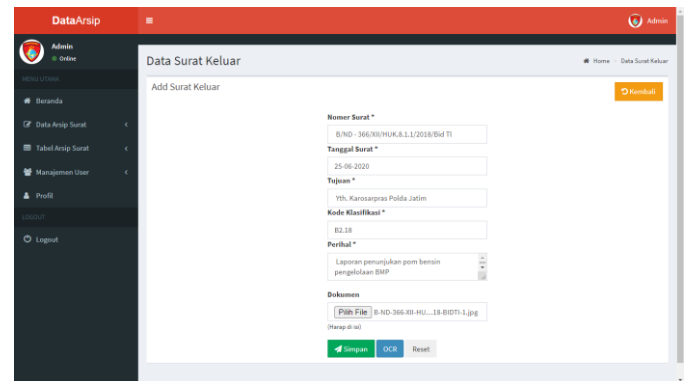 DataArsip
Admin
Admin
Online
Data Surat Keluar
Home
Data Surat Keluar
MENU UTAMA
Add Surat Keluar
Kembali
Beranda
Data Arsip Surat
Tabel Arsip Surat
Manajemen User
Profil
LOGOUT
Logout
Nomer Surat *
B/ND - 366/XII/HUK.8.1.1/2018/Bid TI
Tanggal Surat *
25-06-2020
Tujuan *
Yth. Karosarpras Polda Jatim
Kode Klasifikasi *
B2.18
Perihal *
Laporan penunjukan pom bensin
pengelolaan BMP
Dokumen
Pilih File B-ND-366-XII-HU....18-BIDTI-1.jpg
(Harap di isi)
Simpan OCR Reset